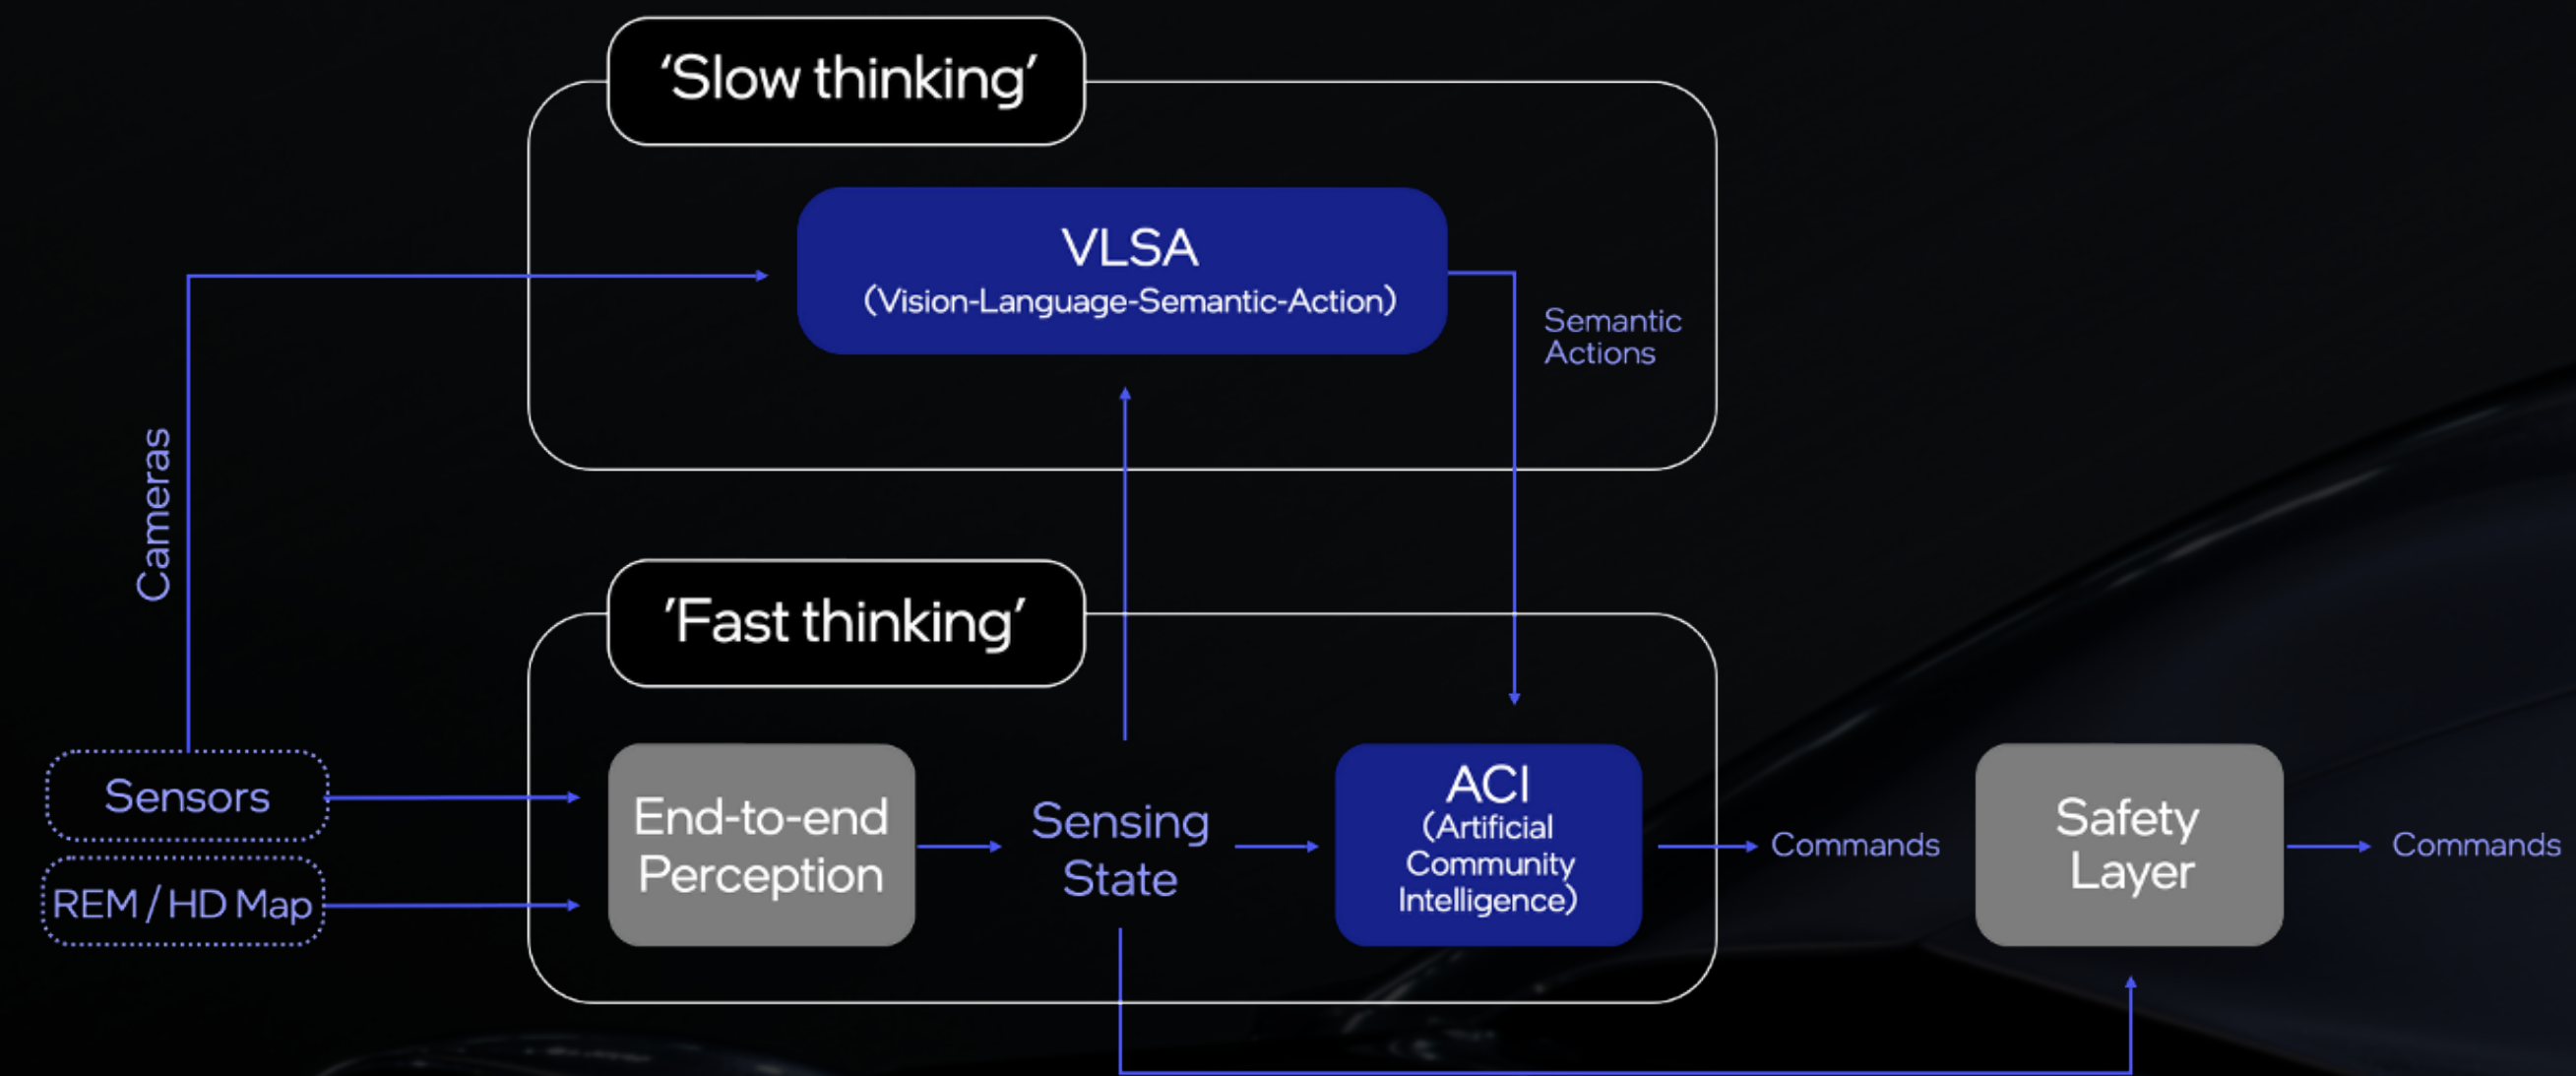 ‘Slow thinking’
VLSA
(Vision-Language-Semantic-Action)
Semantic
Actions
Cameras
’Fast thinking’
Sensors
REM / HD Map
End-to-end
Perception
Sensing
State
ACI
(Artificial
Community
Intelligence)
Commands
Safety
Layer
Commands